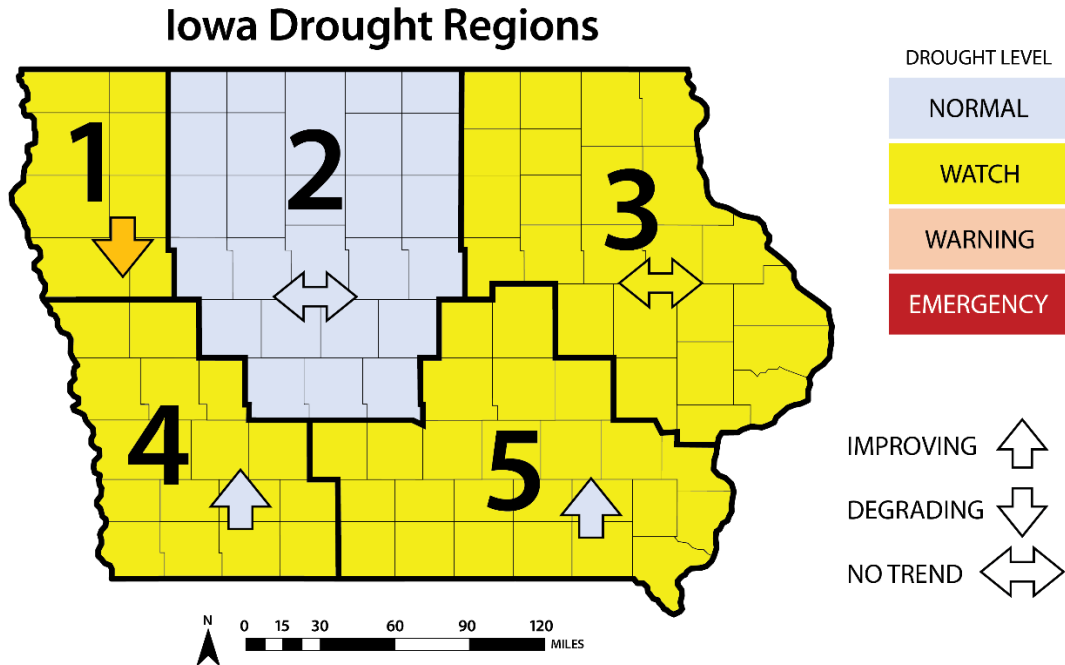 Iowa Drought Regions
DROUGHT LEVEL
NORMAL
WATCH
WARNING
EMERGENCY
1
2
3
4
5
IMPROVING
DEGRADING
NO TREND
N
0 15 30 60 90 120
MILES